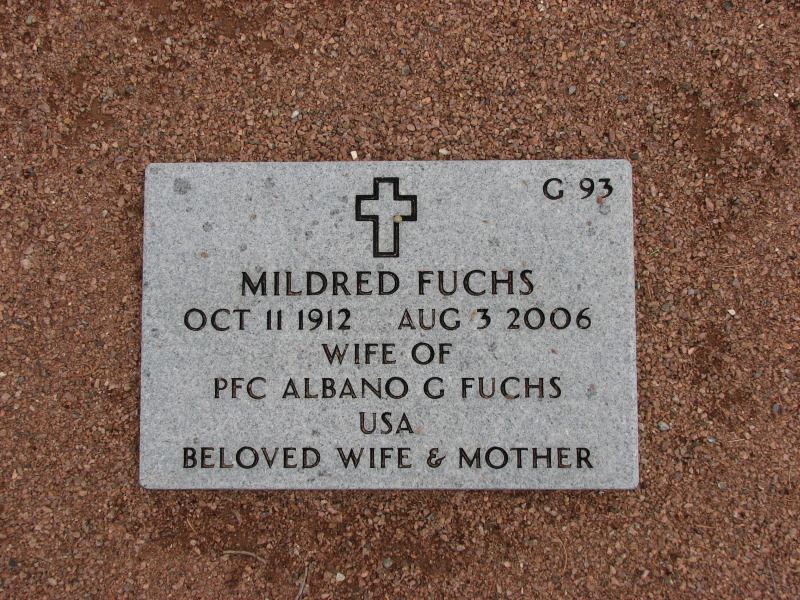 G 93
MILDRED FUCHS
OCT 11 1912 AUG 3 2006
WIFE OF
PFC ALBANO G FUCHS
USA
BELOVED WIFE & MOTHER